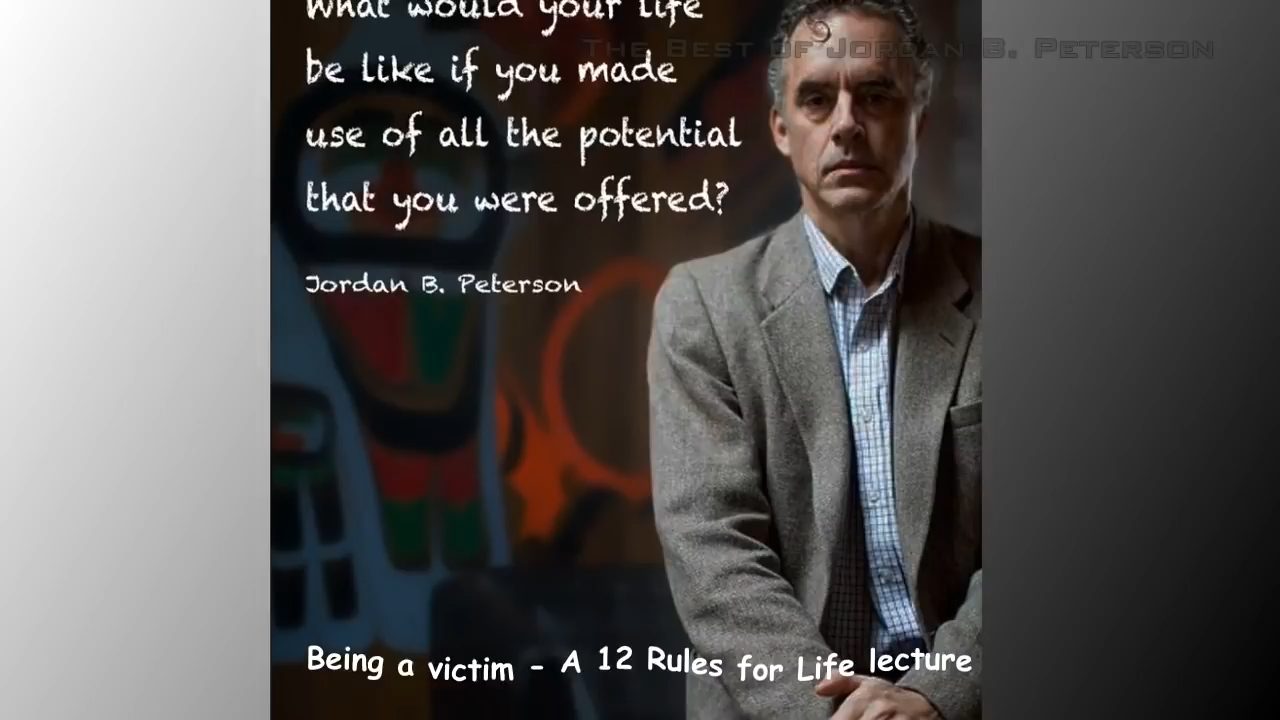 what would your life
The Best Of Jordan B. Peterson
be like if you made
use of all the potential
that you were offered?
Jordan B. Peterson
Being a victim - A 12 Rules for Life lecture